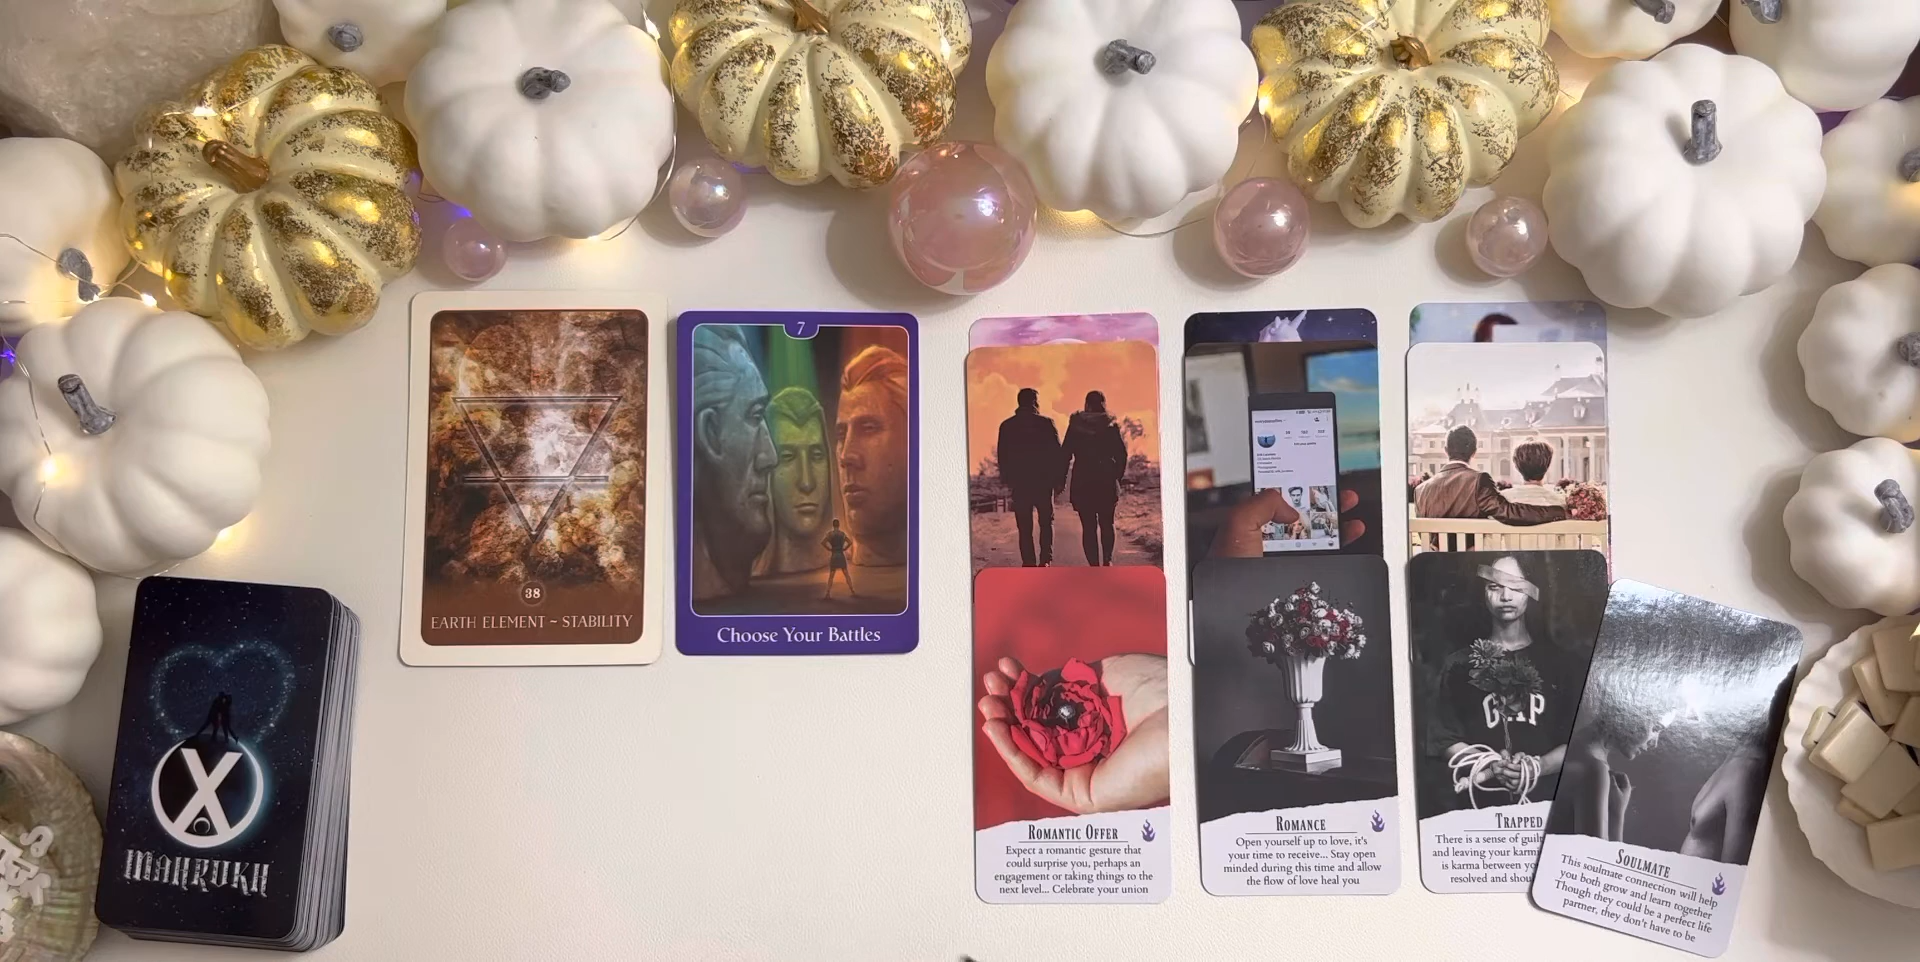 7
38
EARTH ELEMENT ~ STABILITY
Choose Your Battles
X
MAHRUKH
ROMANTIC OFFER
Expect a romantic gesture that
could surprise you, perhaps an
engagement or taking things to the
next level... Celebrate your union
ROMANCE
Open yourself up to love, it's
your time to receive... Stay open
minded during this time and allow
the flow of love heal you
GAP
TRAPPED
There is a sense of
and leaving your
is karma between
resolved and
SOULMATE
This soulmate connection will help
you both grow and learn together
Though they could be a perfect life
partner, they don't have to be